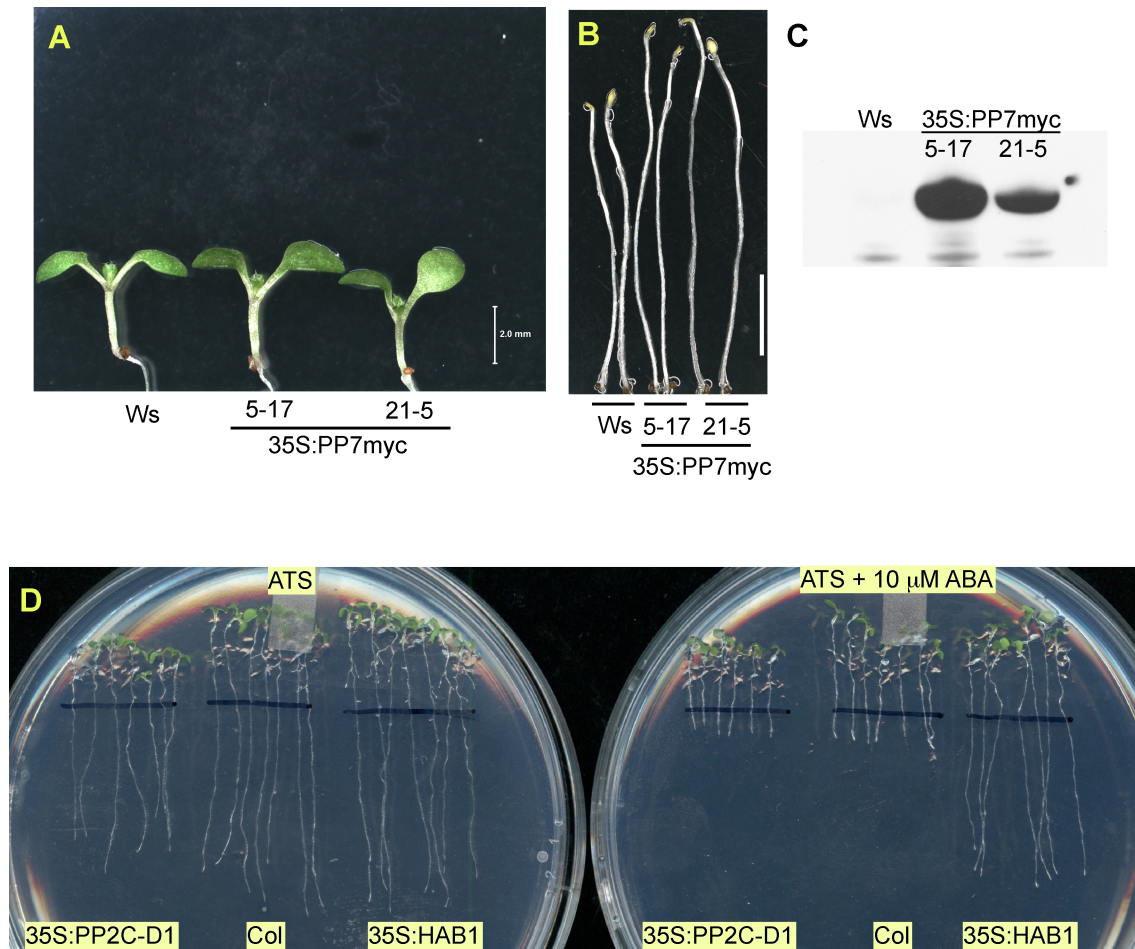 A
2.0 mm
Ws
5-17
21-5
35S:PP7myc
B
Ws
5-17
21-5
35S:PP7myc
C
Ws
35S:PP7myc
5-17
21-5
D
ATS
ATS + 10 μM ABA
35S:PP2C-D1
Col
35S:HAB1
35S:PP2C-D1
Col
35S:HAB1